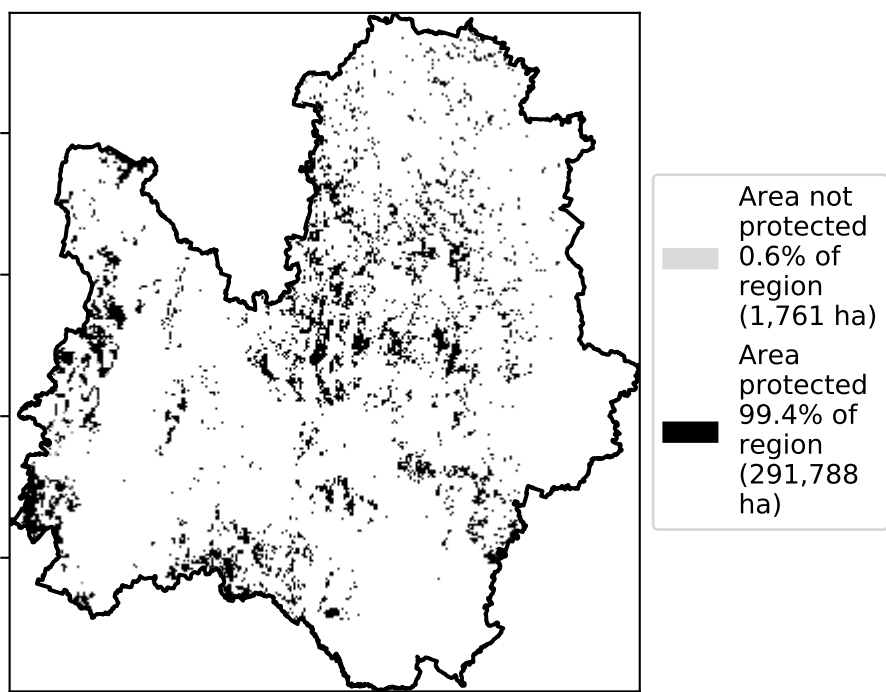 Area not
protected
0.6% of
region
(1,761 ha)
Area
protected
99.4% of
region
(291,788
ha)